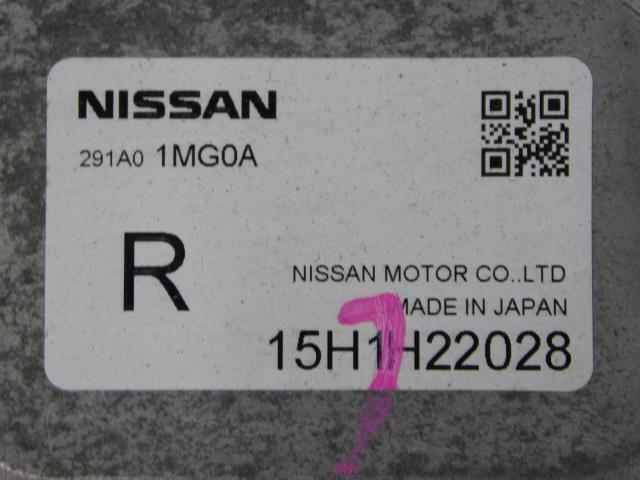 NISSAN
291A0 1MG0A
R
NISSAN MOTOR CO..LTD
MADE IN JAPAN
15H1H22028